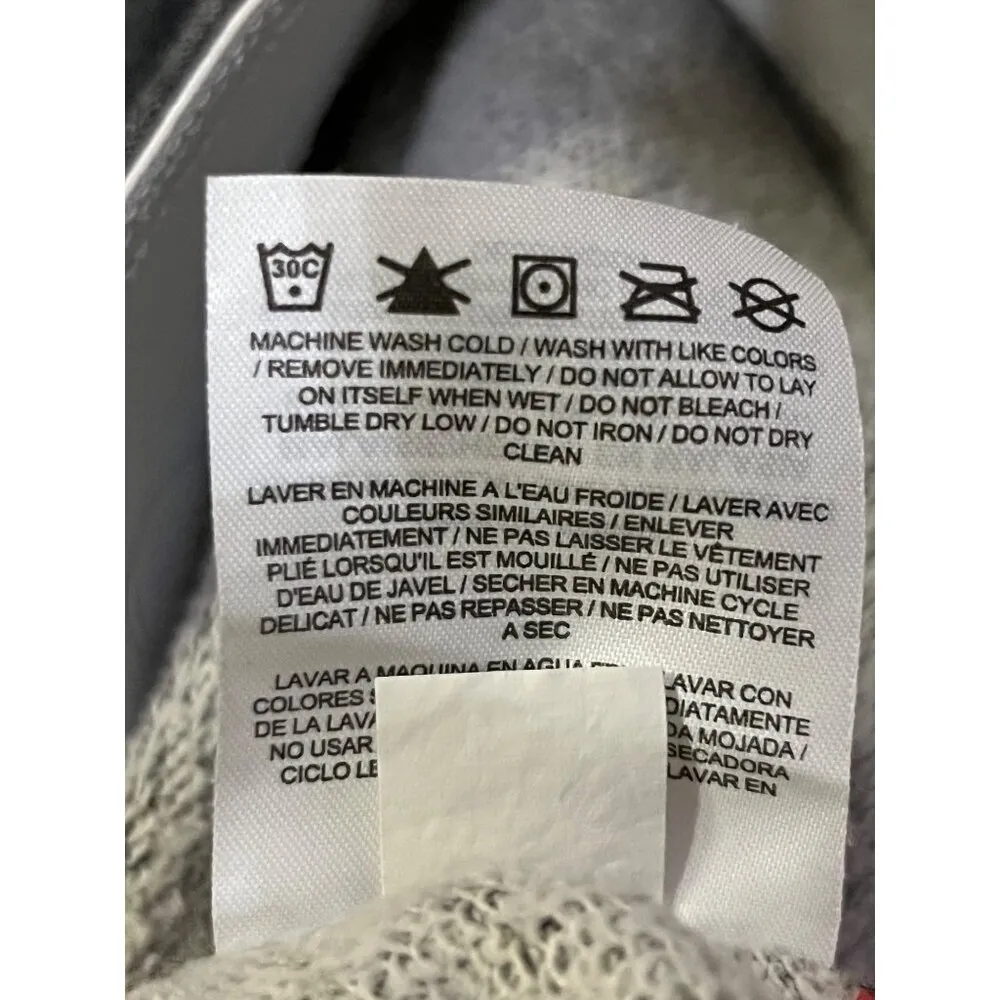 30C
MACHINE WASH COLD / WASH WITH LIKE COLORS
/ REMOVE IMMEDIATELY / DO NOT ALLOW TO LAY
ON ITSELF WHEN WET / DO NOT BLEACH /
TUMBLE DRY LOW / DO NOT IRON / DO NOT DRY
CLEAN
LAVER EN MACHINE A L'EAU FROIDE / LAVER AVEC
COULEURS SIMILAIRES / ENLEVER
IMMEDIATEMENT / NE PAS LAISSER LE VÊTEMENT
PLIÉ LORSQU'IL EST MOUILLÉ / NE PAS UTILISER
D'EAU DE JAVEL / SECHER EN MACHINE CYCLE
DELICAT / NE PAS REPASSER / NE PAS NETTOYER
A SEC
LAVAR A MAQUINA EN AGUA LAVAR CON
COLORES
DE LA MOJADA /
NO USAR SECADORA
CICLO LAVAR EN